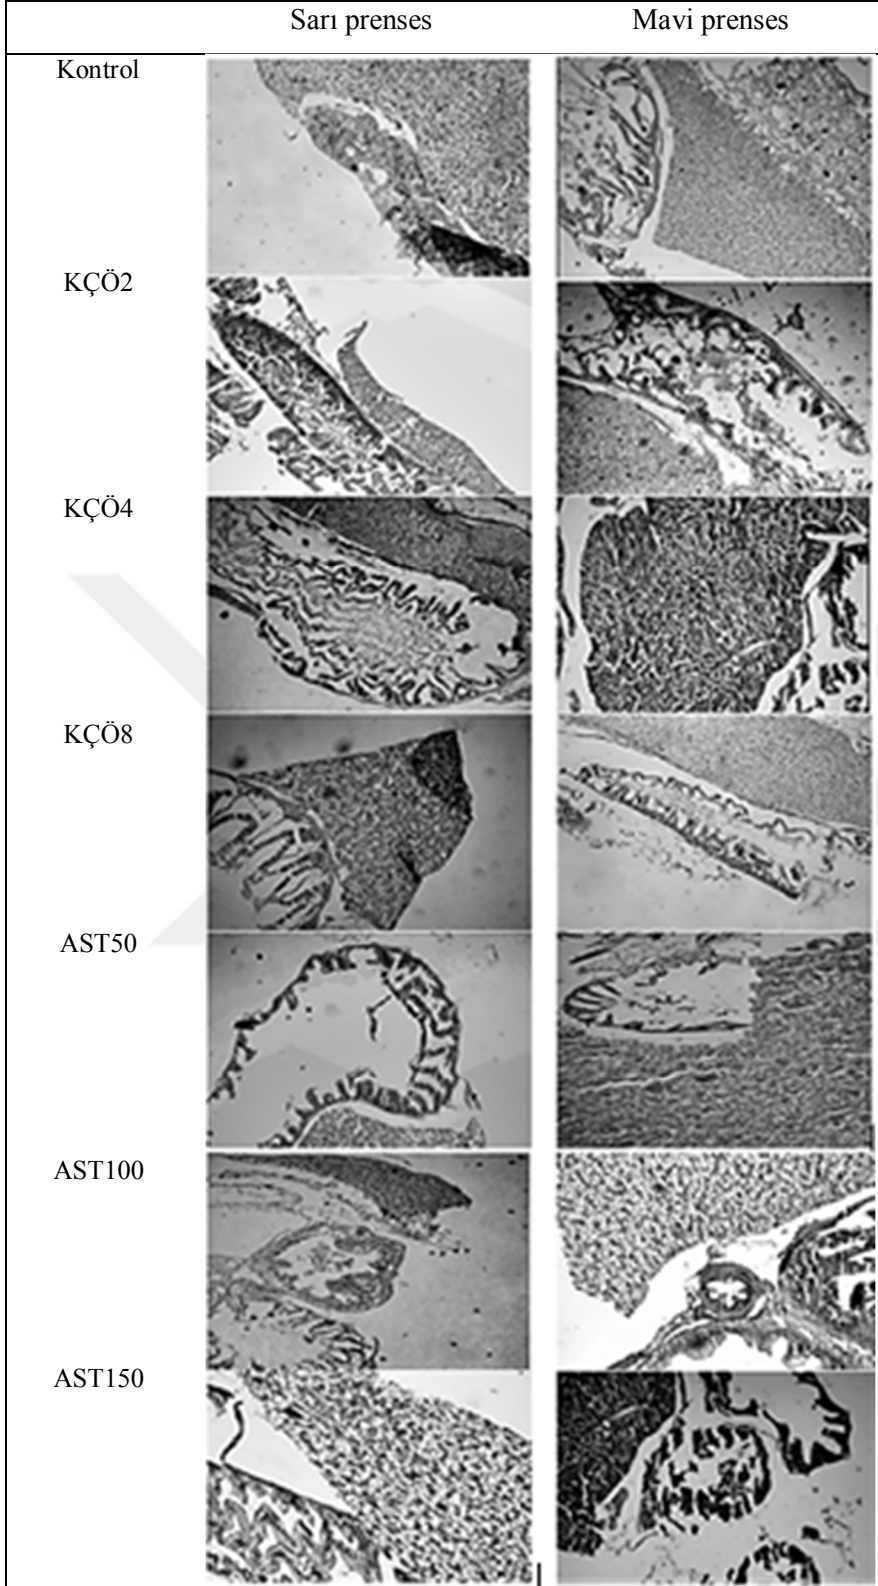 Sarı prenses Mavi prenses
Kontrol
KÇÖ2
KÇÖ4
KÇÖ8
AST50
AST100
AST150